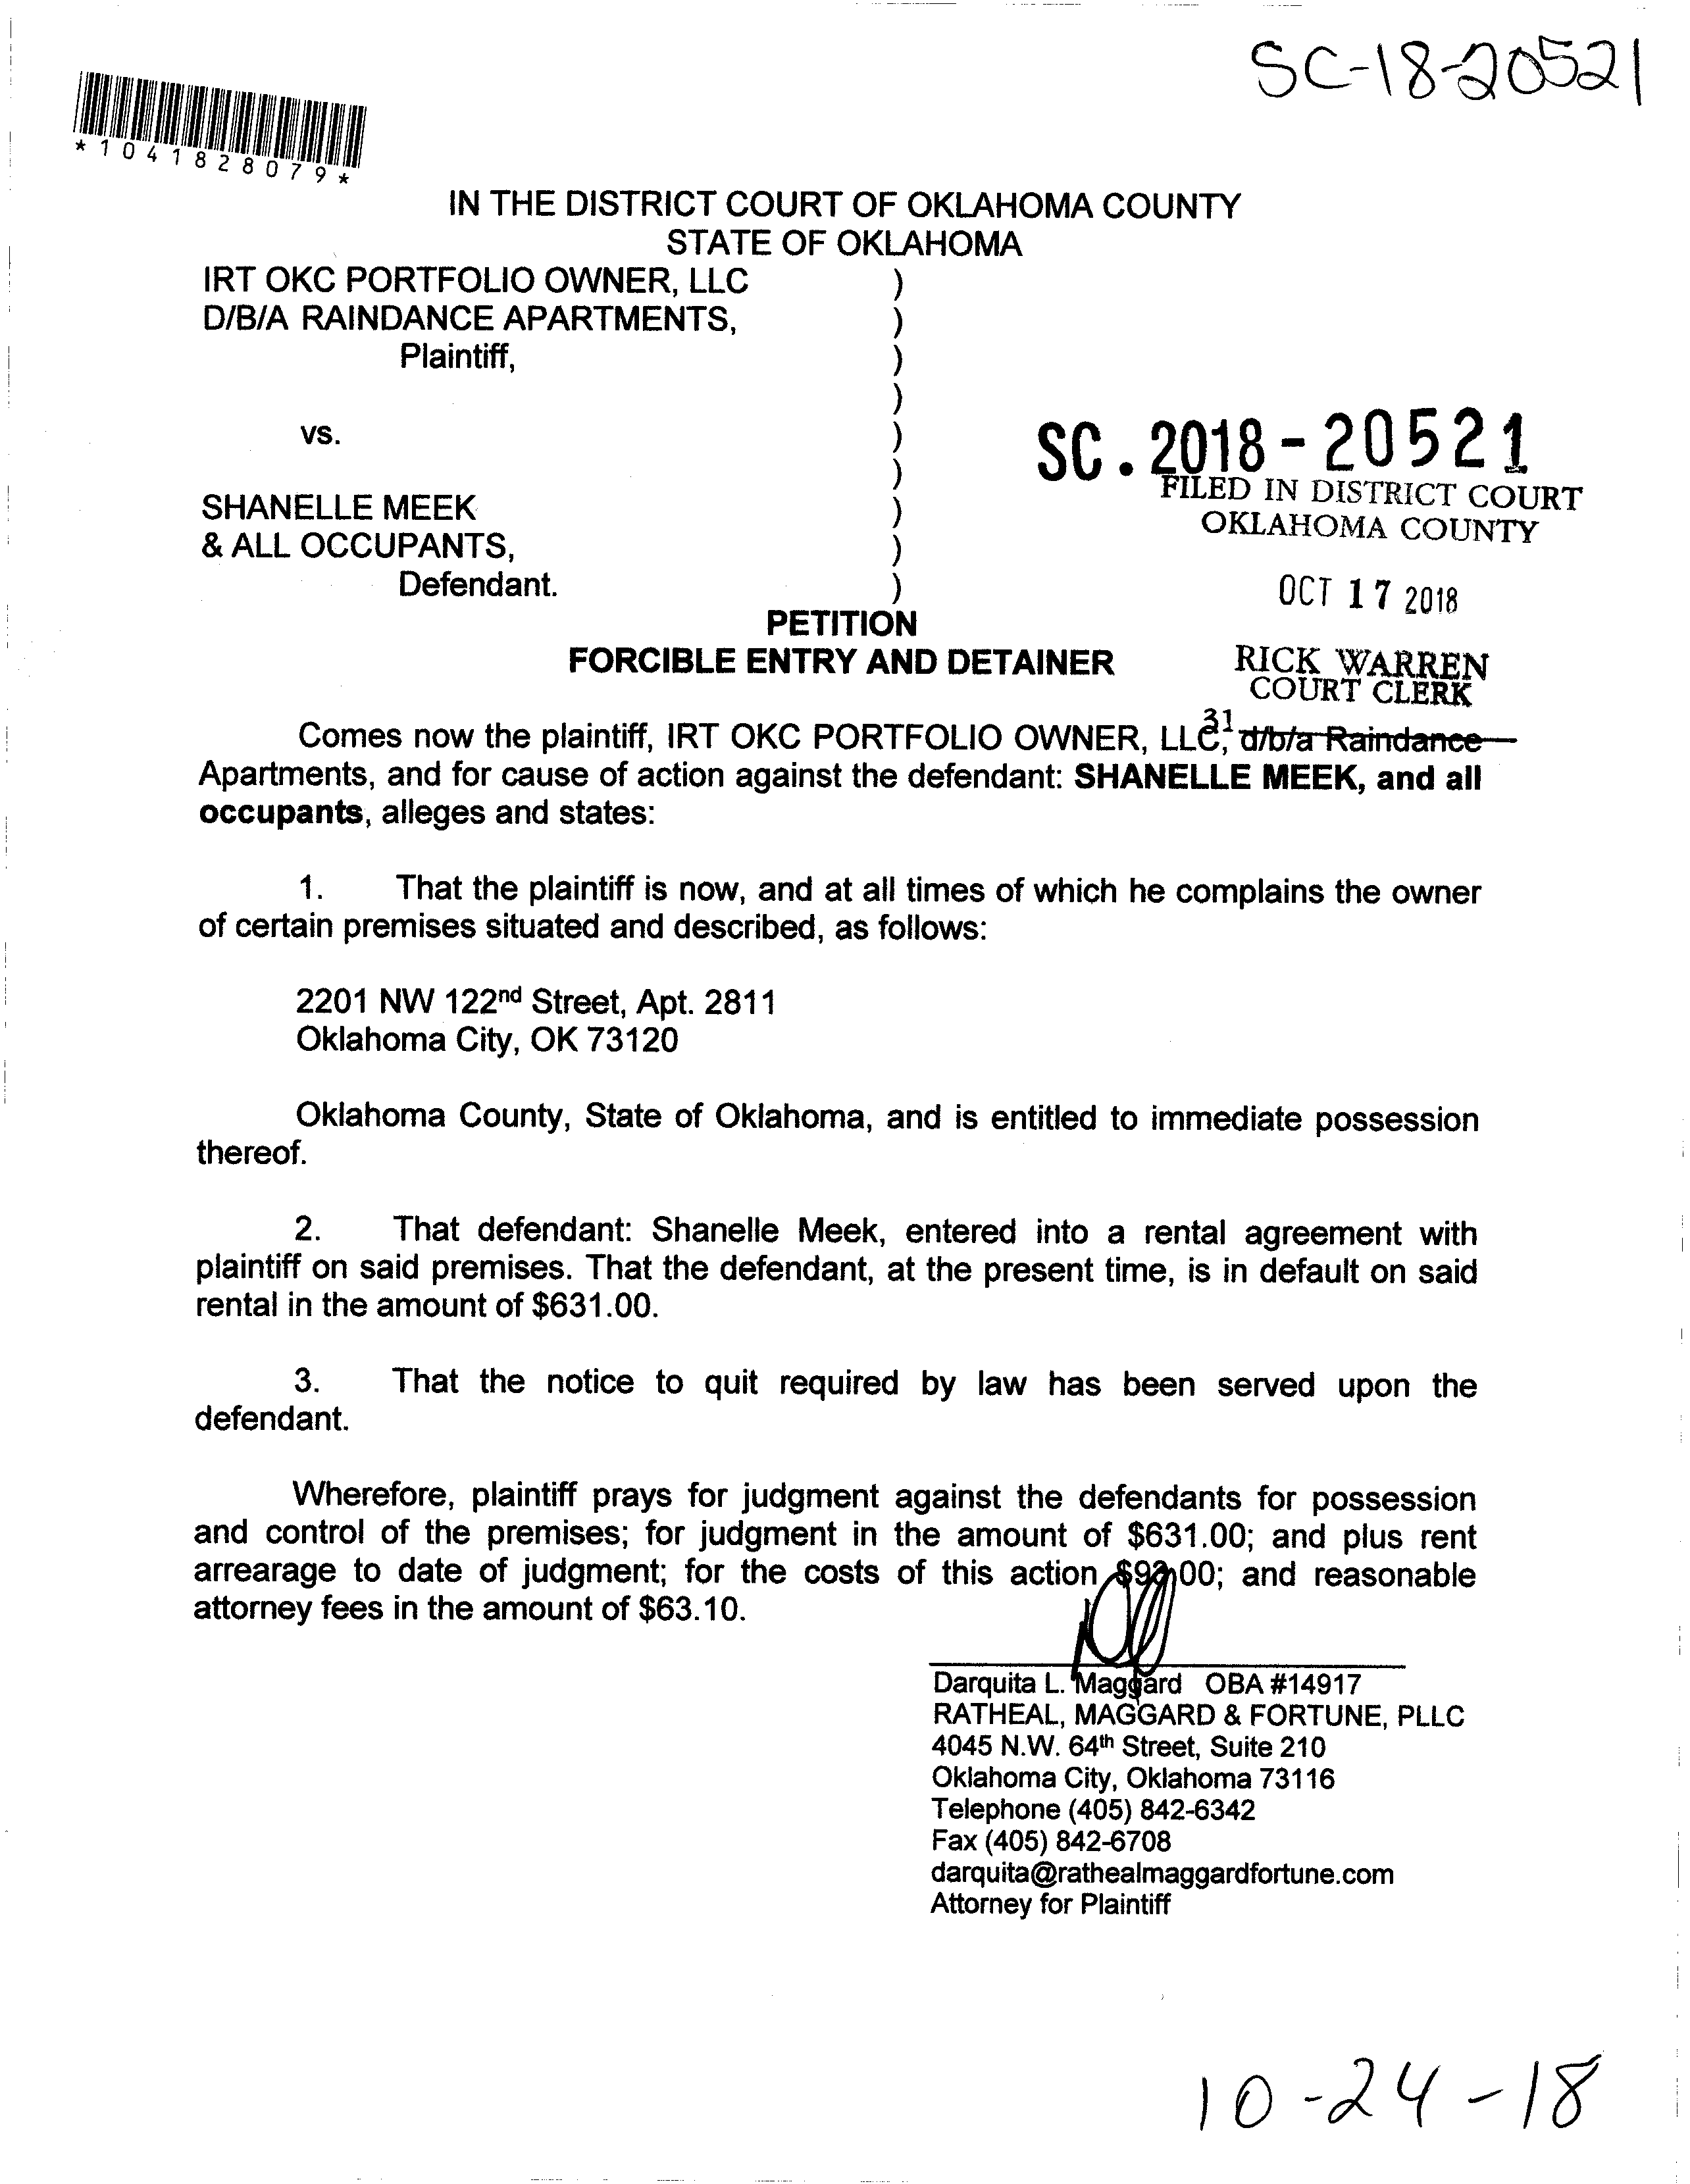 SC-18-20521
*1041828079*
IN THE DISTRICT COURT OF OKLAHOMA COUNTY
STATE OF OKLAHOMA
IRT OKC PORTFOLIO OWNER, LLC )
D/B/A RAINDANCE APARTMENTS, )
Plaintiff, )
)
vs. )
)
SC. 2018-20521
FILED IN DISTRICT COURT
OKLAHOMA COUNTY
SHANELLE MEEK )
& ALL OCCUPANTS, )
Defendant. )
OCT 17 2018
PETITION
FORCIBLE ENTRY AND DETAINER
RICK WARREN
COURT CLERK
31
Comes now the plaintiff, IRT OKC PORTFOLIO OWNER, LLC, d/b/a Raindance
Apartments, and for cause of action against the defendant: SHANELLE MEEK, and all
occupants, alleges and states:
1. That the plaintiff is now, and at all times of which he complains the owner
of certain premises situated and described, as follows:
2201 NW 122nd Street, Apt. 2811
Oklahoma City, OK 73120
Oklahoma County, State of Oklahoma, and is entitled to immediate possession
thereof.
2. That defendant: Shanelle Meek, entered into a rental agreement with
plaintiff on said premises. That the defendant, at the present time, is in default on said
rental in the amount of $631.00.
3. That the notice to quit required by law has been served upon the
defendant.
Wherefore, plaintiff prays for judgment against the defendants for possession
and control of the premises; for judgment in the amount of $631.00; and plus rent
arrearage to date of judgment; for the costs of this action and reasonable
attorney fees in the amount of $63.10.
Darquita L. Maggard OBA #14917
RATHEAL, MAGGARD & FORTUNE, PLLC
4045 N.W. 64th Street, Suite 210
Oklahoma City, Oklahoma 73116
Telephone (405) 842-6342
Fax (405) 842-6708
darquita@rathealmaggardfortune.com
Attorney for Plaintiff
10-24-18